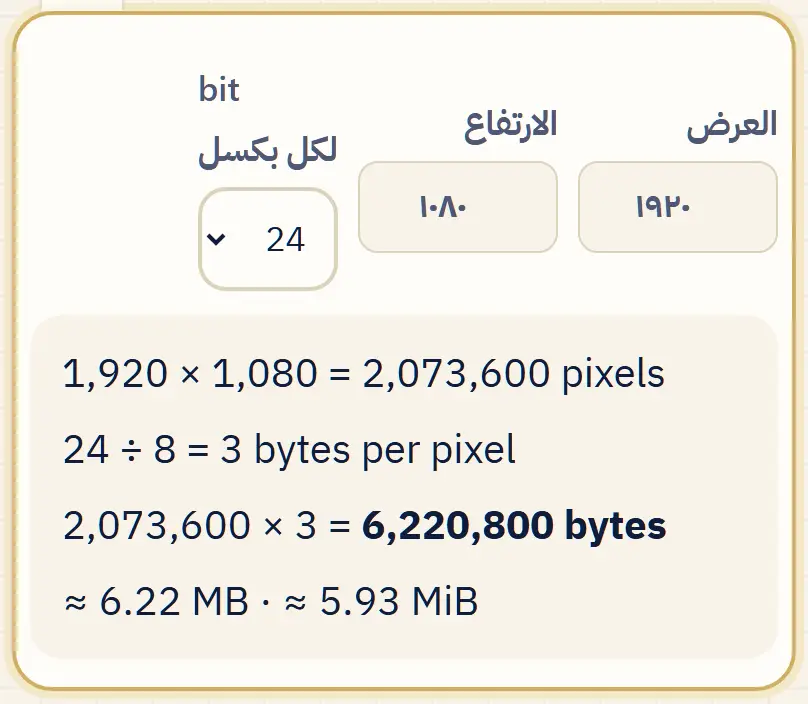 العرض
١٩٢٠
الارتفاع
١٠٨٠
bit
لكل بكسل
24
1,920 × 1,080 = 2,073,600 pixels
24 ÷ 8 = 3 bytes per pixel
2,073,600 × 3 = 6,220,800 bytes
≈ 6.22 MB · ≈ 5.93 MiB